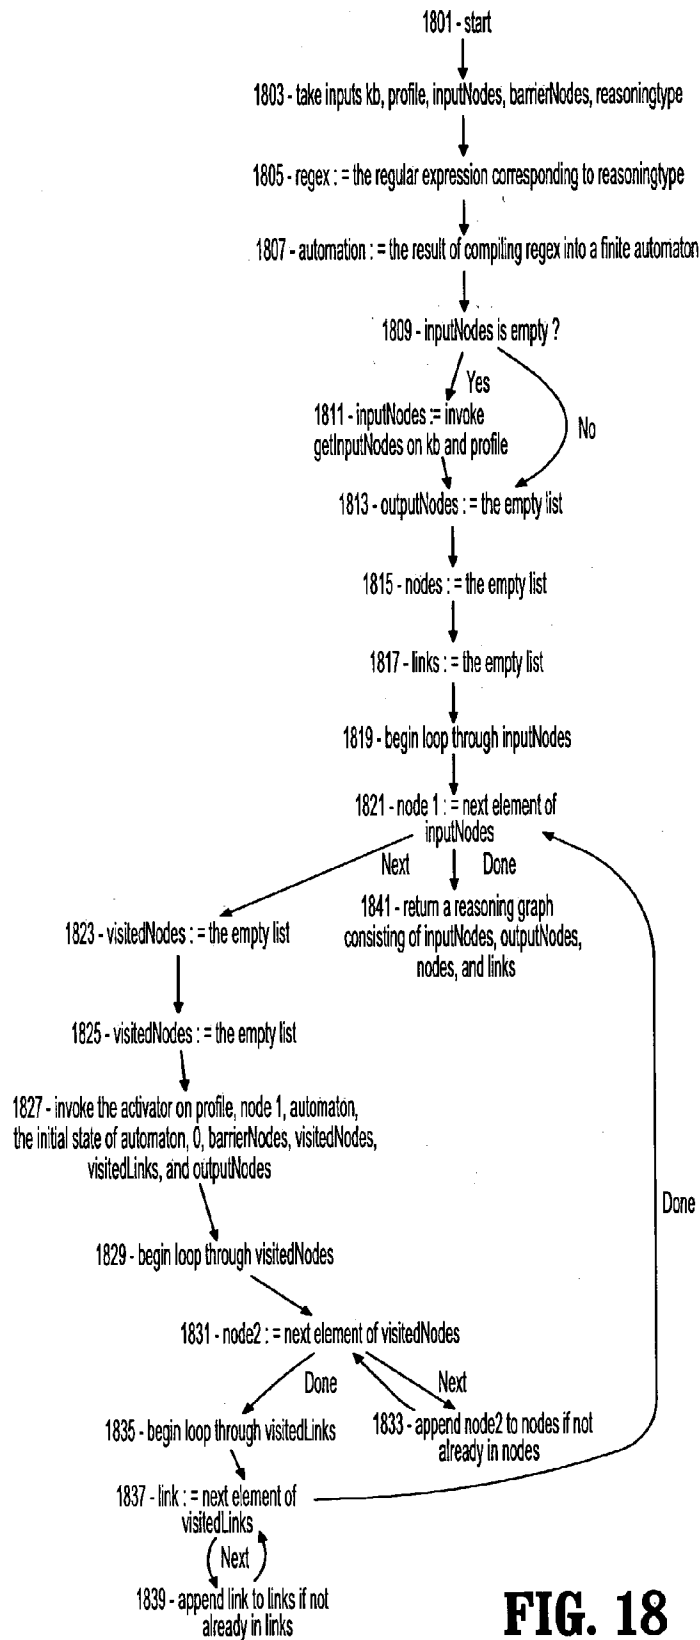 1801 - start
1803 - take inputs kb, profile, inputNodes, barrierNodes, reasoningtype
1805 - regex : = the regular expression corresponding to reasoningtype
1807 - automation : = the result of compiling regex into a finite automaton
1809 - inputNodes is empty ?
Yes
1811 - inputNodes := invoke
getInputNodes on kb and profile
No
1813 - outputNodes : = the empty list
1815 - nodes : = the empty list
1817 - links : = the empty list
1819 - begin loop through inputNodes
1821 - node 1 : = next element of
inputNodes
Next
Done
1841 - return a reasoning graph
consisting of inputNodes, outputNodes,
nodes, and links
1823 - visitedNodes : = the empty list
1825 - visitedNodes : = the empty list
1827 - invoke the activator on profile, node 1, automaton,
the initial state of automaton, 0, barrierNodes, visitedNodes,
visitedLinks, and outputNodes
Done
1829 - begin loop through visitedNodes
1831 - node2 : = next element of visitedNodes
Done
Next
1835 - begin loop through visitedLinks
1833 - append node2 to nodes if not
already in nodes
1837 - link : = next element of
visitedLinks
Next
1839 - append link to links if not
already in links
FIG. 18